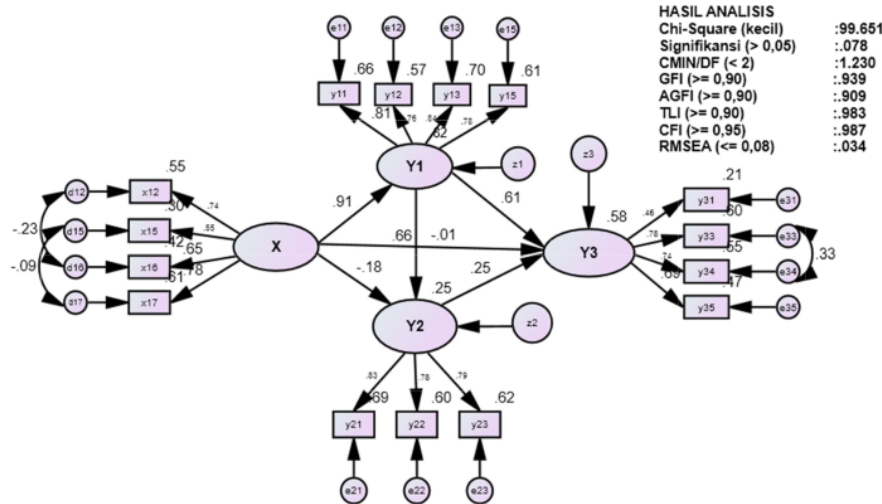 HASIL ANALISIS
Chi-Square (kecil) :99.651
Signifikansi (> 0,05) :.078
CMIN/DF (< 2) :1.230
GFI (>= 0,90) :.939
AGFI (>= 0,90) :.909
TLI (>= 0,90) :.983
CFI (>= 0,95) :.987
RMSEA (<= 0,08) :.034
e11 e12 e13 e15
.66 .57 .70 .61
y11 y12 y13 y15
.81 .76 .84 .78
.82
Y1 z1 z3
.55
d12 x12 .74
.91 .61
.21
y31 e31
.46 .60
-.23 .30
d15 x15 .55
X .66 -.01 Y3 .58
.78 y33 e33
.42 .65
d16 x16
.55
.74 y34 e34 .33
-.09 .61 .78
d17 x17
-.18 .25
.69 .47
y35 e35
.25
Y2 z2
.83 .78 .79
.69 .60 .62
y21 y22 y23
e21 e22 e23